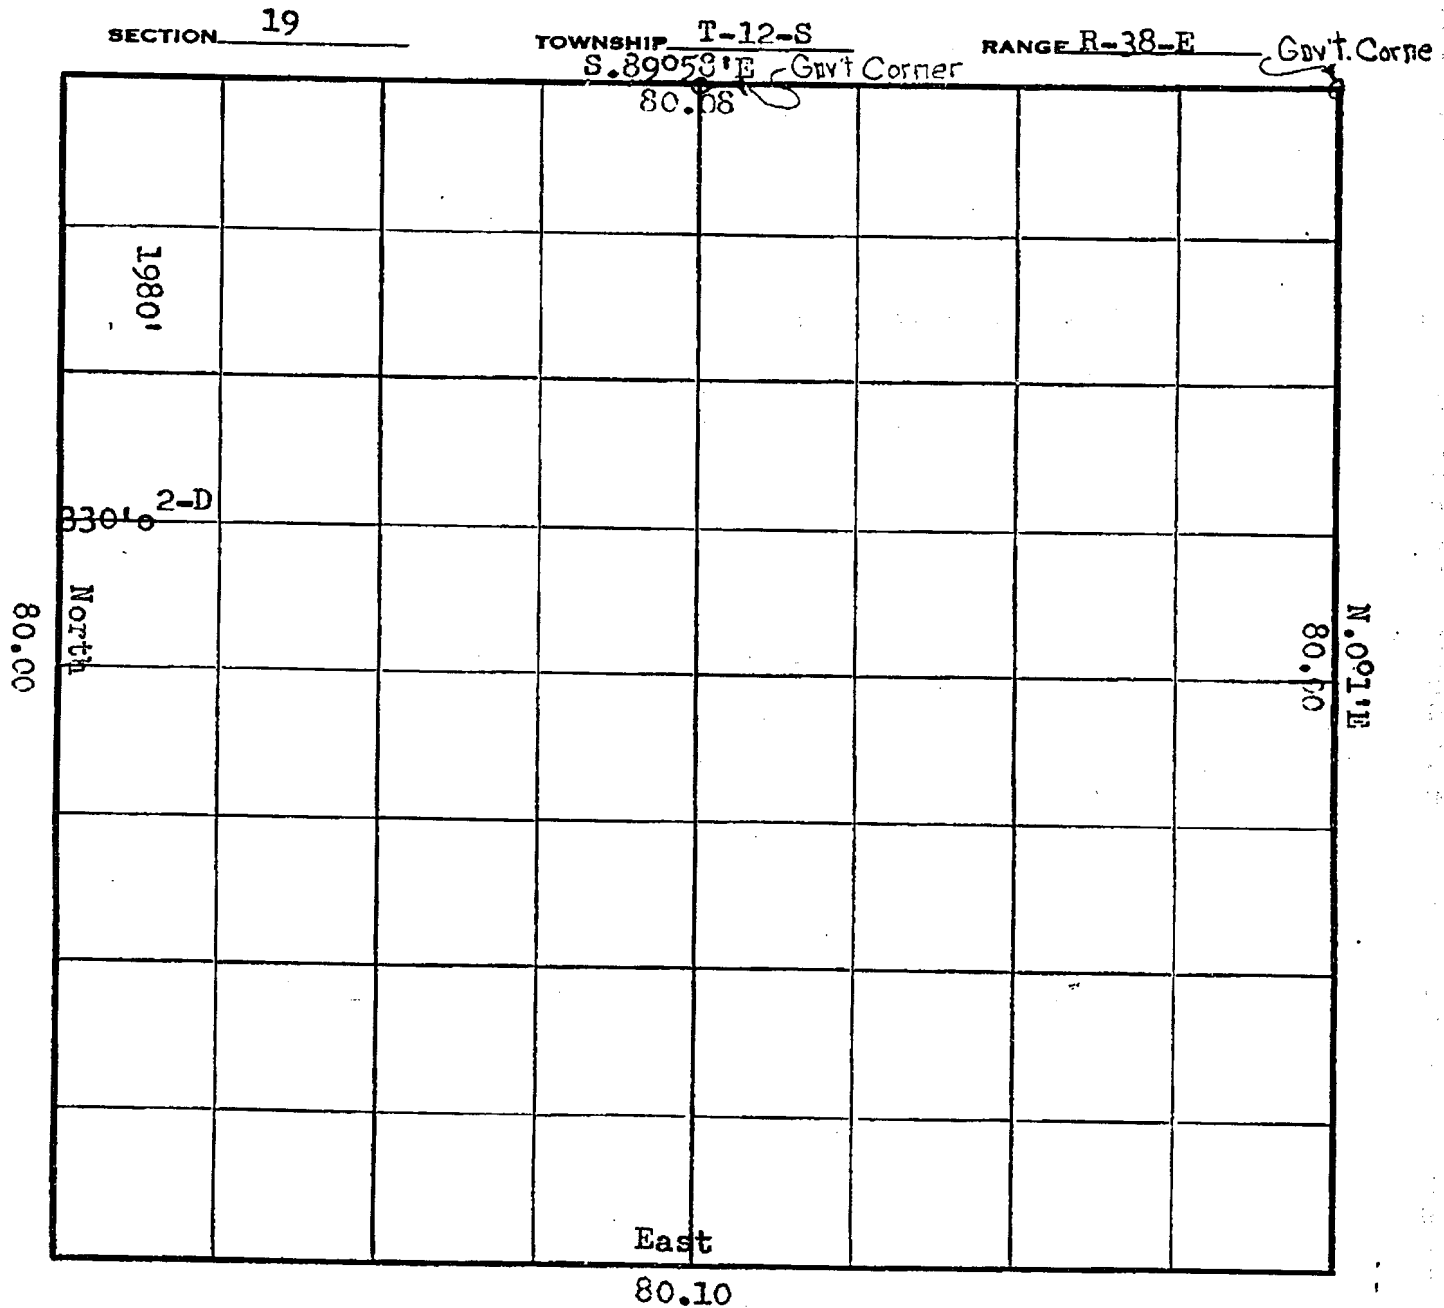 SECTION 19 TOWNSHIP T-12-S RANGE R-38-E Gov't. Corne
S.89°58'E Gov't Corner
80.08
1980'
330' 2-D
North
80.00
N.0°1'E
80.00
East
80.10